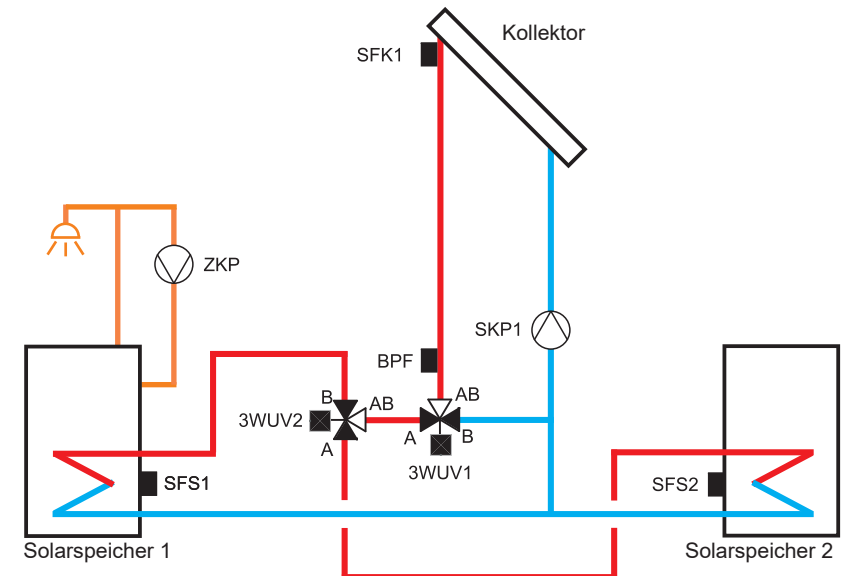 Kollektor
SFK1
ZKP
SKP1
BPF
B
AB
AB
3WUV2
A
A
B
3WUV1
SFS1
SFS2
Solarspeicher 1
Solarspeicher 2